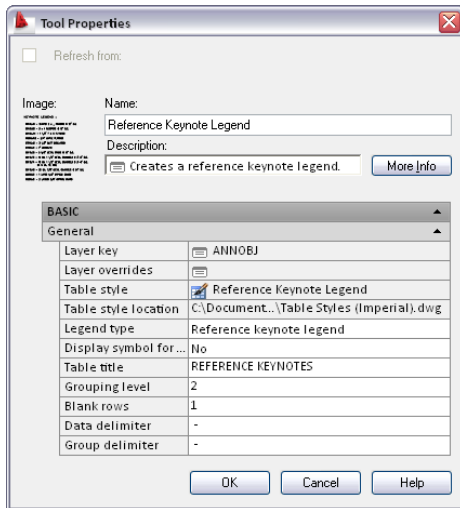 Tool Properties
Refresh from:
Image:
Name:
KEYNOTE LEGEND
Reference Keynote Legend
Description:
Creates a reference keynote legend.
More Info
BASIC
General
Layer key ANNOBJ
Layer overrides
Table style Reference Keynote Legend
Table style location C:\Document...\Table Styles (Imperial).dwg
Legend type Reference keynote legend
Display symbol for... No
Table title REFERENCE KEYNOTES
Grouping level 2
Blank rows 1
Data delimiter -
Group delimiter -
OK Cancel Help